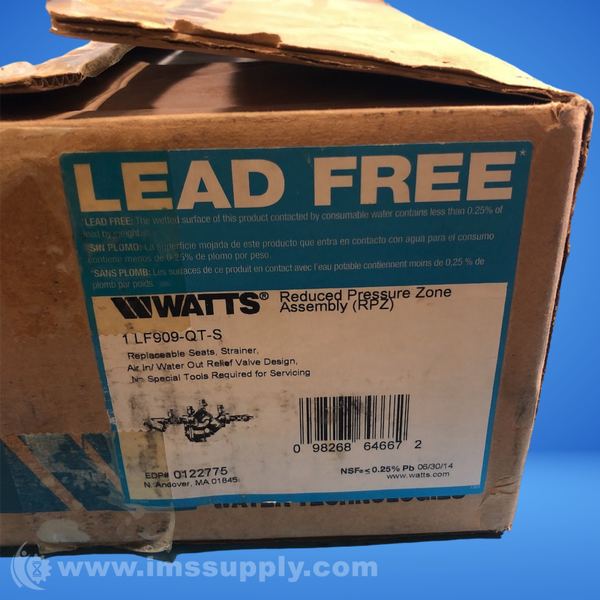 LEAD FREE*
*LEAD FREE: The wetted surface of this product contacted by consumable water contains less than 0.25% of
lead by weight.
*SIN PLOMO: La superficie mojada de este producto que entra en contacto con agua para el consumo
contiene menos de 0.25% de plomo por peso.
*SANS PLOMB: Les surfaces de ce produit en contact avec l'eau potable contiennent moins de 0,25 % de
plomb par poids.
WATTS® Reduced Pressure Zone
Assembly (RPZ)
1 LF909-QT-S
Replaceable Seats, Strainer,
Air In/ Water Out Relief Valve Design,
No Special Tools Required for Servicing
0 98268 64667 2
EDP# 0122775
N. Andover, MA 01845
NSF® ≤ 0.25% Pb 06/30/14
www.watts.com
WATER TECHNOLOGIES
www.imssupply.com